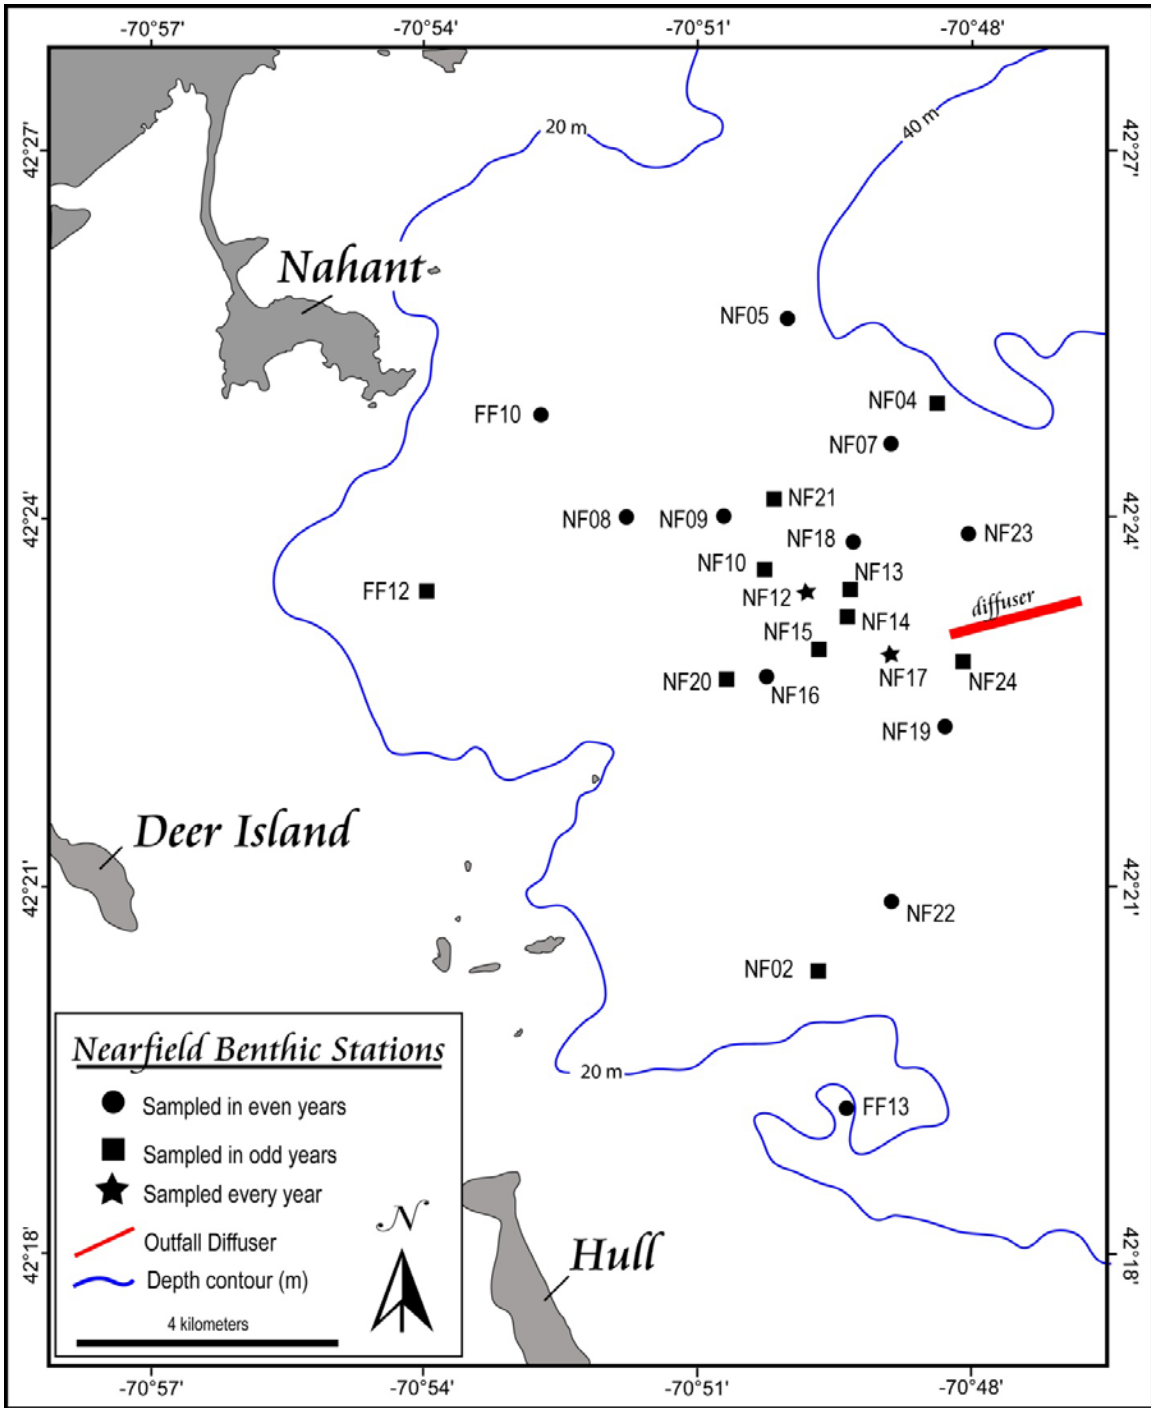 -70°57'
-70°54'
-70°51'
-70°48'
20 m
40 m
42°27'
42°27'
Nahant
NF05
NF04
FF10
NF07
NF21
42°24'
NF08
NF09
NF18
NF23
42°24'
NF10
NF13
FF12
NF12
diffuser
NF14
NF15
NF20
NF16
NF17
NF24
NF19
Deer Island
42°21'
42°21'
NF22
NF02
20 m
FF13
Nearfield Benthic Stations
Sampled in even years
Sampled in odd years
Sampled every year
Outfall Diffuser
Depth contour (m)
4 kilometers
N
Hull
42°18'
42°18'
-70°57'
-70°54'
-70°51'
-70°48'